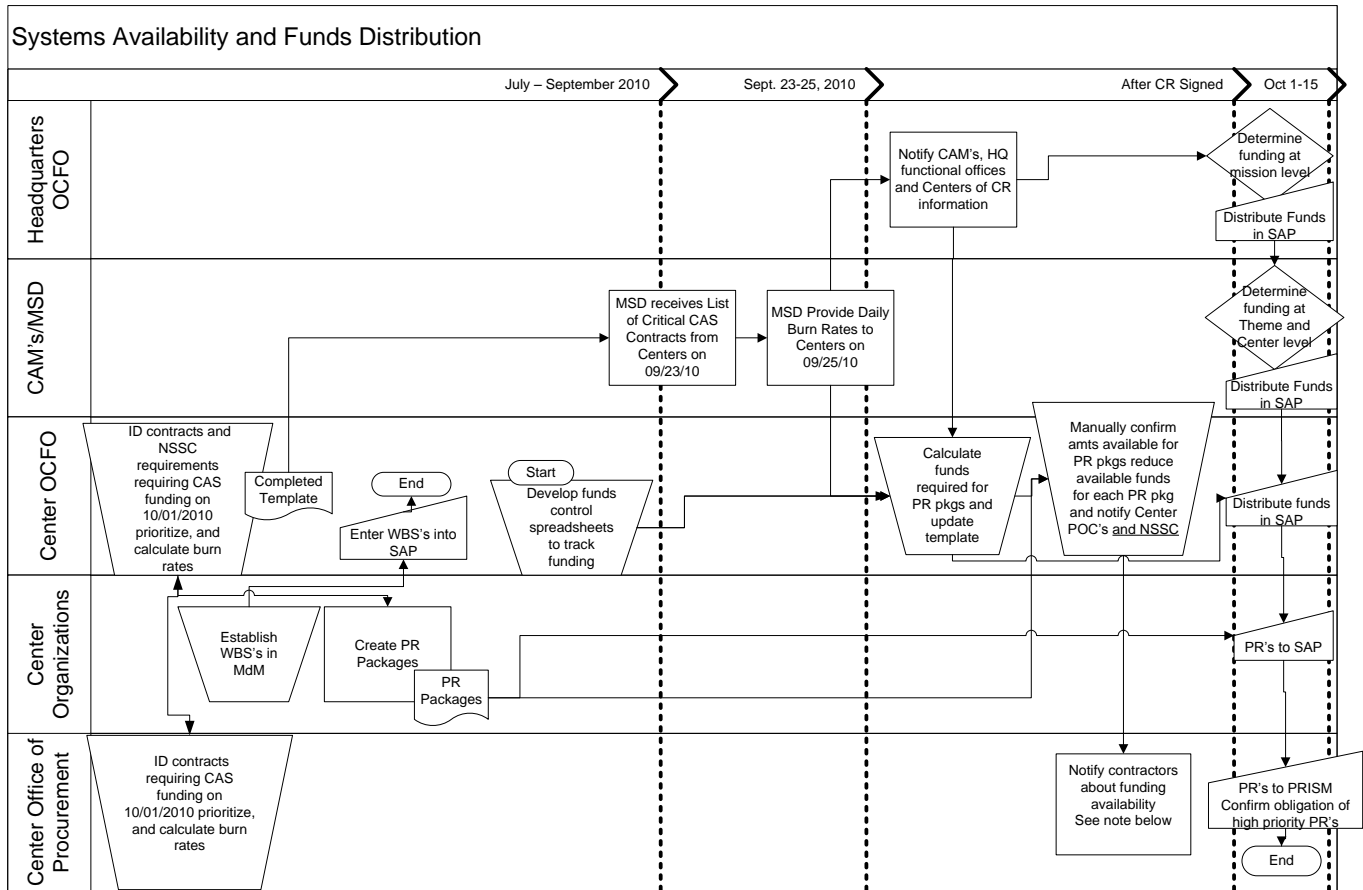 Systems Availability and Funds Distribution
July – September 2010
Sept. 23-25, 2010
After CR Signed
Oct 1-15
Headquarters
OCFO
Notify CAM's, HQ
functional offices
and Centers of CR
information
Determine
funding at
mission level
Distribute Funds
in SAP
CAM's/MSD
MSD receives List
of Critical CAS
Contracts from
Centers on
09/23/10
MSD Provide Daily
Burn Rates to
Centers on
09/25/10
Determine
funding at
Theme and
Center level
Distribute Funds
in SAP
Center OCFO
ID contracts and
NSSC
requirements
requiring CAS
funding on
10/01/2010
prioritize, and
calculate burn
rates
Completed
Template
End
Enter WBS's into
SAP
Start
Develop funds
control
spreadsheets
to track
funding
Calculate
funds
required for
PR pkgs and
update
template
Manually confirm
amts available for
PR pkgs reduce
available funds
for each PR pkg
and notify Center
POC's and NSSC
Distribute funds
in SAP
Center
Organizations
Establish
WBS's in
MdM
Create PR
Packages
PR
Packages
PR's to SAP
Center Office of
Procurement
ID contracts
requiring CAS
funding on
10/01/2010 prioritize,
and calculate burn
rates
Notify contractors
about funding
availability
See note below
PR's to PRISM
Confirm obligation of
high priority PR's
End